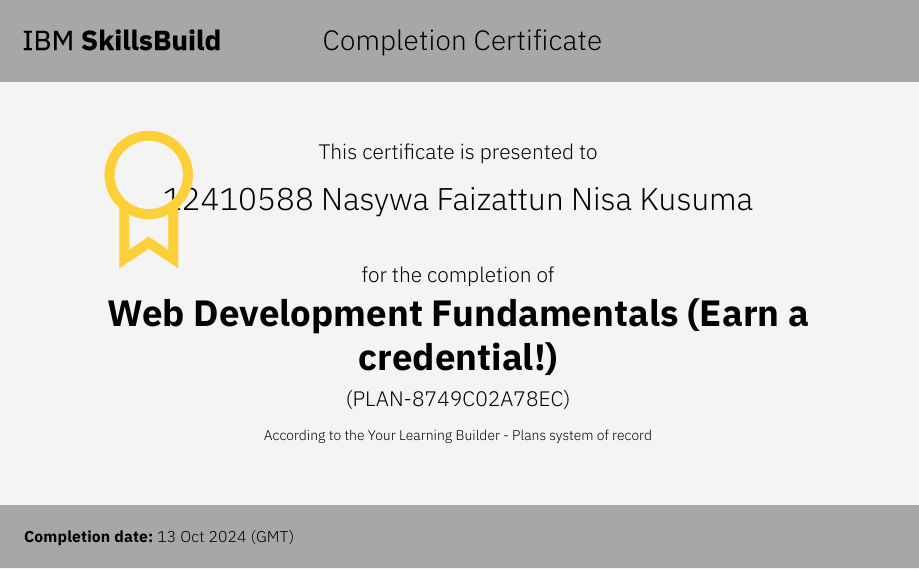 IBM SkillsBuild
Completion Certificate
This certificate is presented to
12410588 Nasywa Faizattun Nisa Kusuma
for the completion of
Web Development Fundamentals (Earn a
credential!)
(PLAN-8749C02A78EC)
According to the Your Learning Builder - Plans system of record
Completion date: 13 Oct 2024 (GMT)